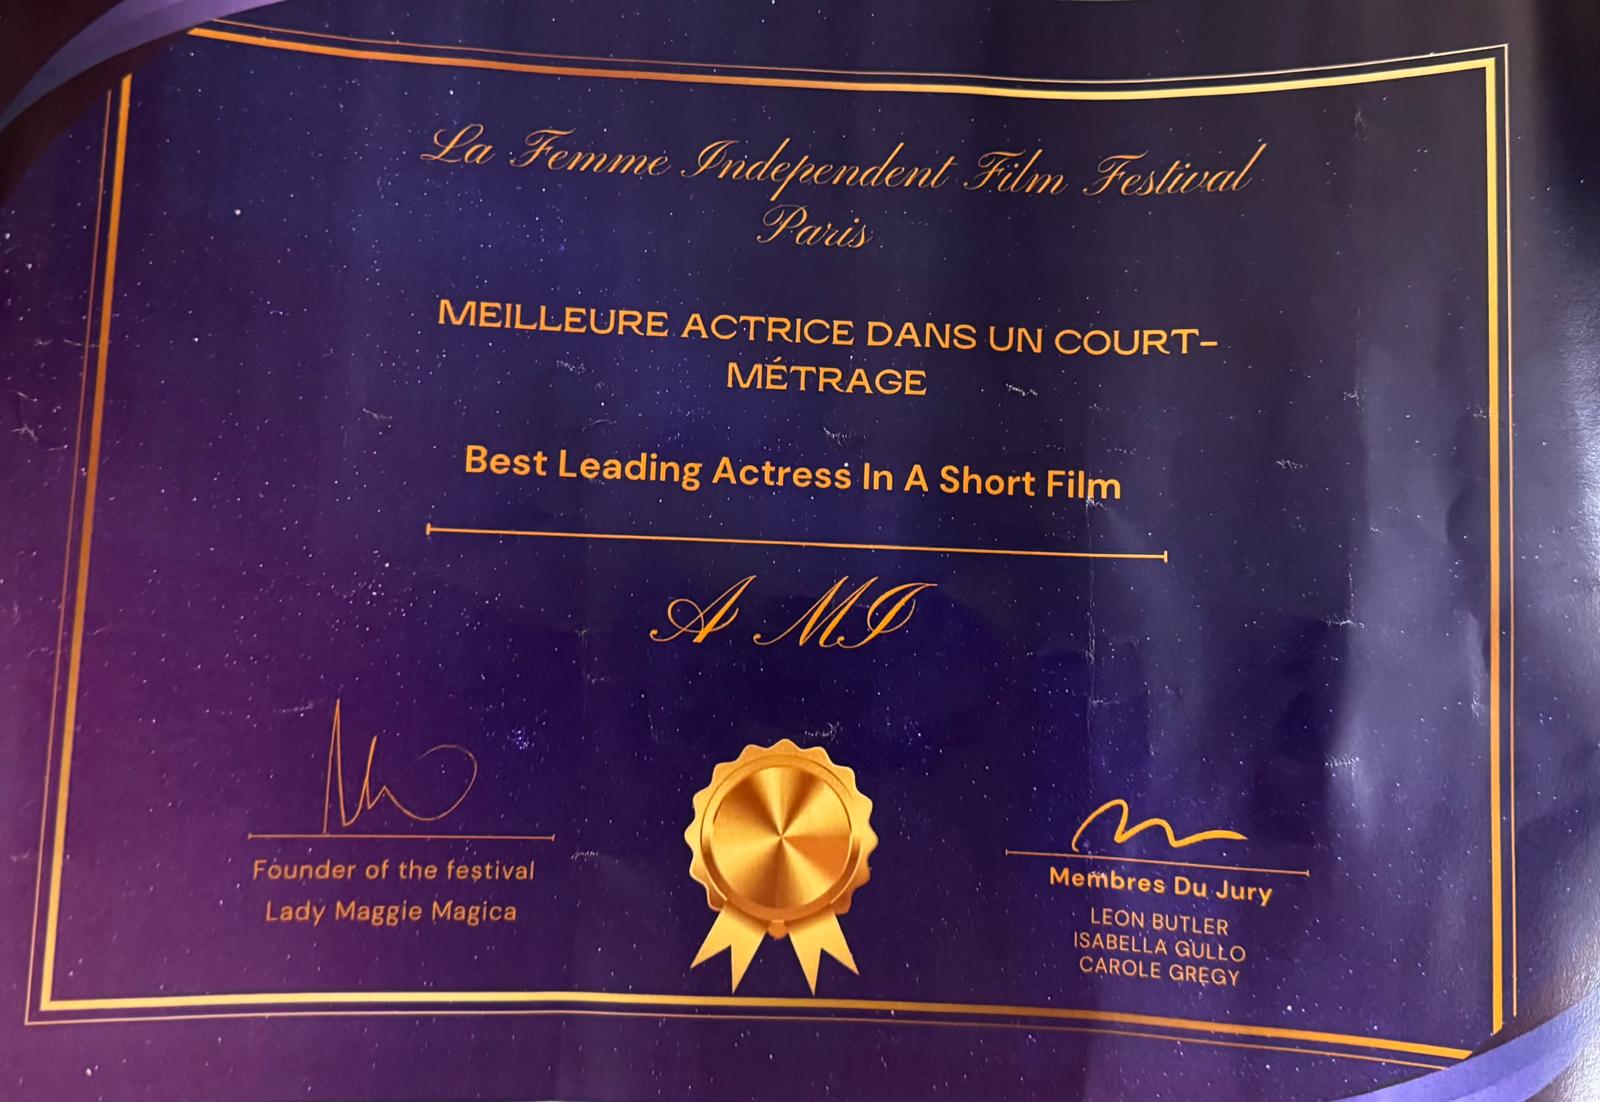 La Femme Independent Film Festival
Paris
MEILLEURE ACTRICE DANS UN COURT-
MÉTRAGE
Best Leading Actress In A Short Film
A MI
Founder of the festival
Lady Maggie Magica
Membres Du Jury
LEON BUTLER
ISABELLA GULLO
CAROLE GREGY